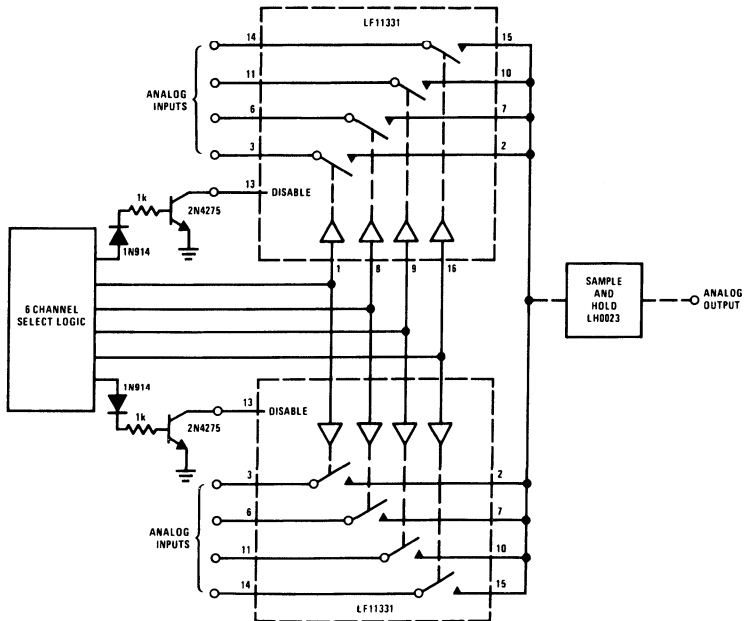 LF11331
14
15
11
10
ANALOG
INPUTS
6
7
3
2
13
DISABLE
1k
2N4275
1N914
1
8
9
16
6 CHANNEL
SELECT LOGIC
SAMPLE
AND
HOLD
LH0023
ANALOG
OUTPUT
1N914
13
DISABLE
1k
2N4275
3
2
6
7
ANALOG
INPUTS
11
10
14
15
LF11331